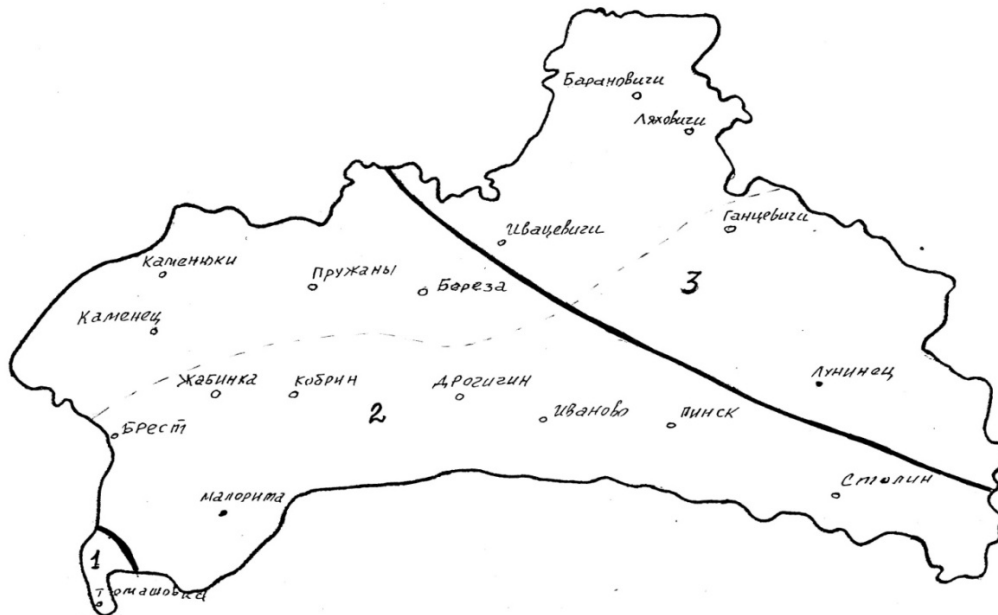 Барановичи
Ляховичи
Ганцевичи
Ивацевичи
Каменюки
Пружаны
Береза
3
Каменец
Лунинец
Жабинка
Кобрин
Дрогичин
2
Иваново
Пинск
Брест
Столин
Малорита
1
Томашовка